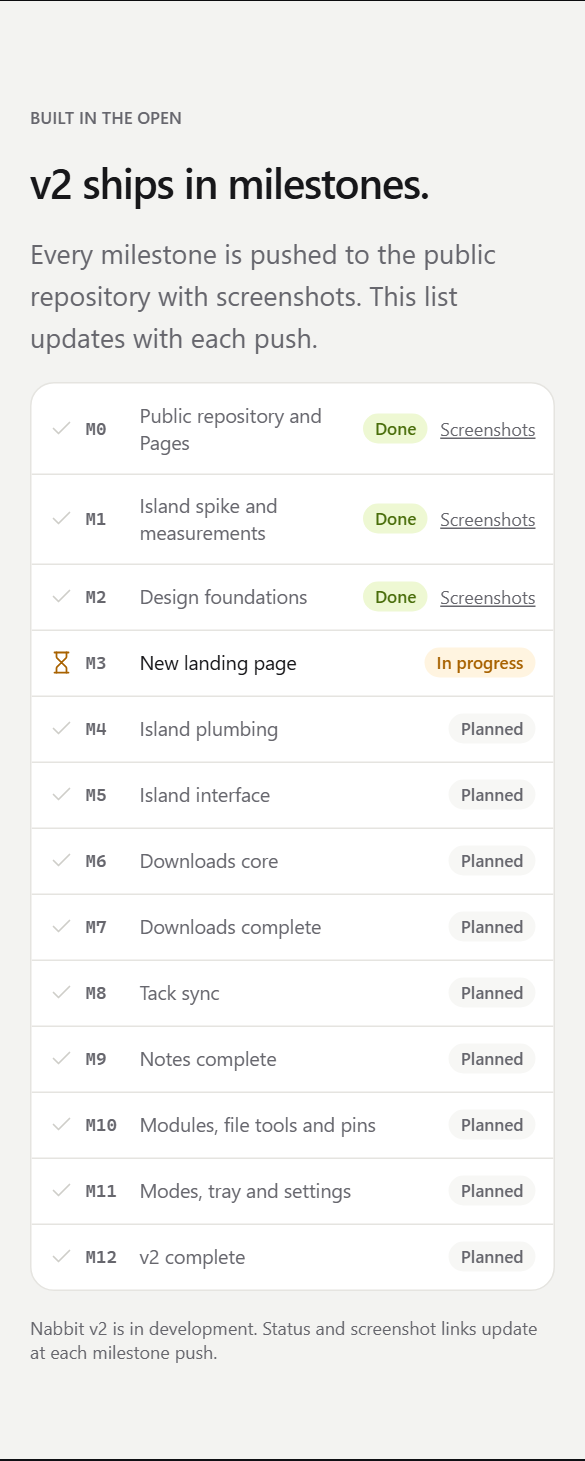 BUILT IN THE OPEN
v2 ships in milestones.
Every milestone is pushed to the public
repository with screenshots. This list
updates with each push.
M0 Public repository and Pages Done Screenshots
M1 Island spike and measurements Done Screenshots
M2 Design foundations Done Screenshots
M3 New landing page In progress
M4 Island plumbing Planned
M5 Island interface Planned
M6 Downloads core Planned
M7 Downloads complete Planned
M8 Tack sync Planned
M9 Notes complete Planned
M10 Modules, file tools and pins Planned
M11 Modes, tray and settings Planned
M12 v2 complete Planned
Nabbit v2 is in development. Status and screenshot links update
at each milestone push.